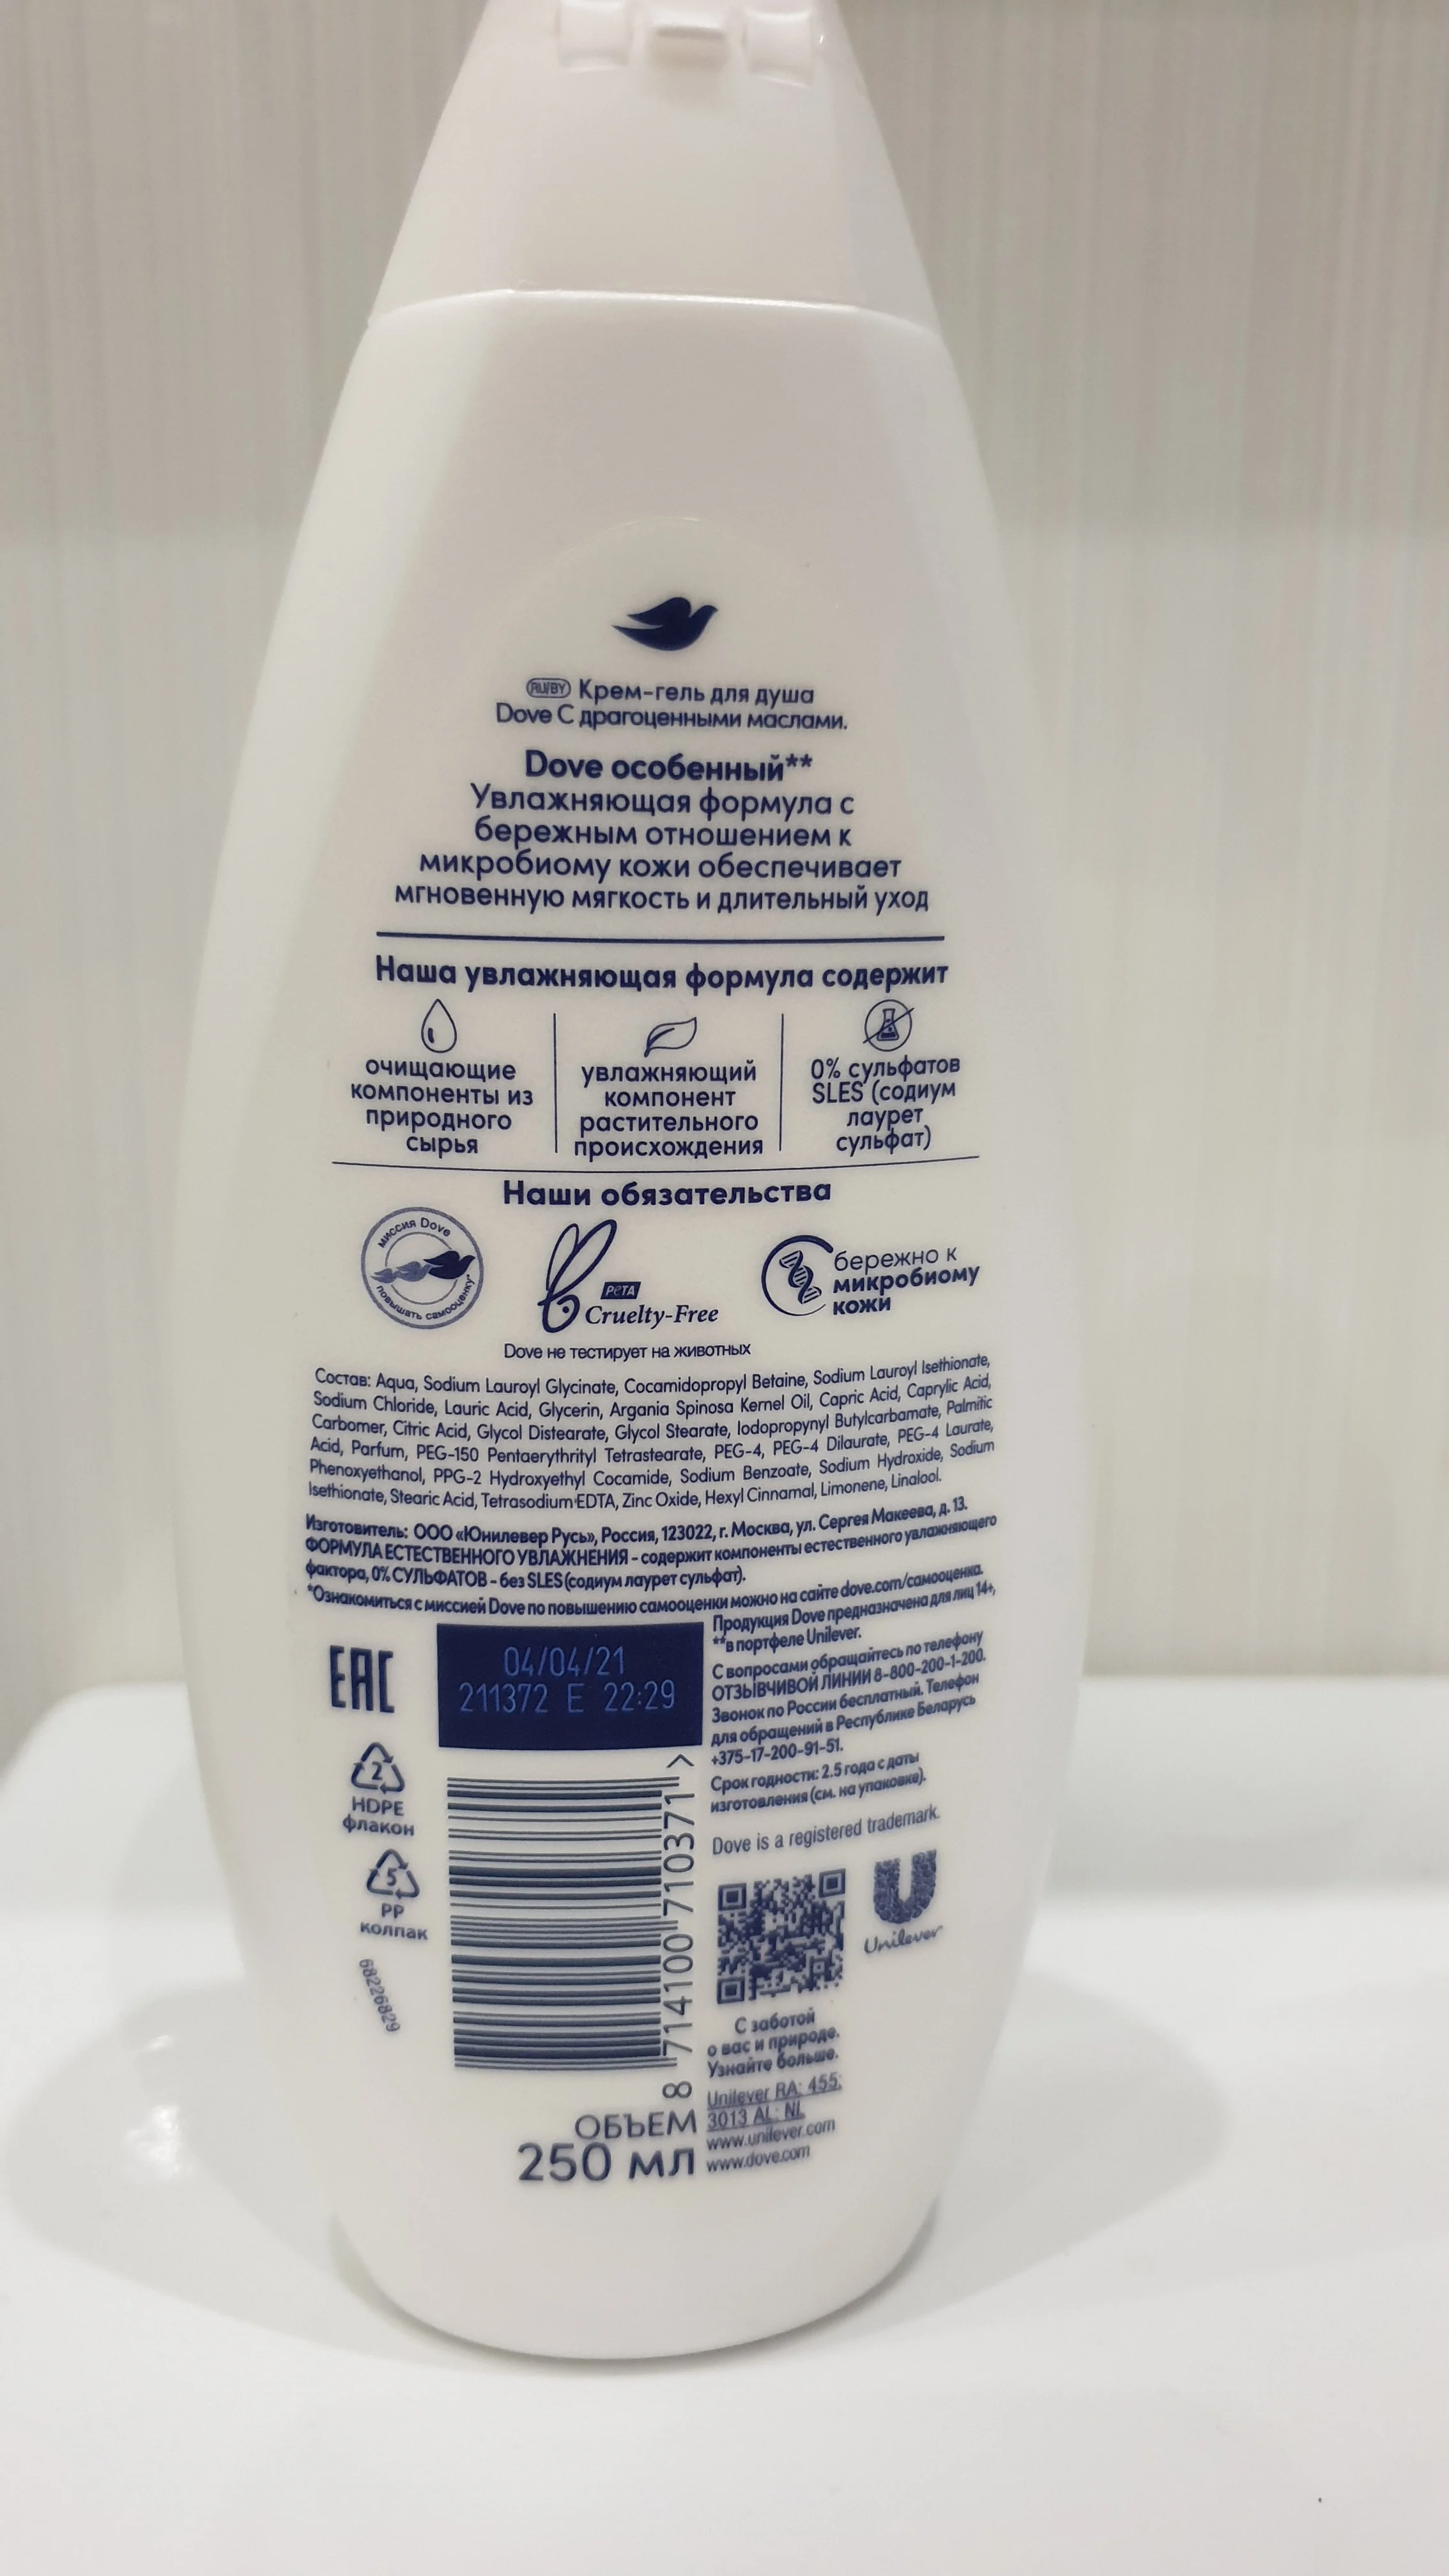 RU/BY Крем-гель для душа
Dove С драгоценными маслами.
Dove особенный**
Увлажняющая формула с
бережным отношением к
микробиому кожи обеспечивает
мгновенную мягкость и длительный уход
Наша увлажняющая формула содержит
очищающие
компоненты из
природного
сырья
увлажняющий
компонент
растительного
происхождения
0% сульфатов
SLES (содиум
лаурет
сульфат)
Наши обязательства
миссия Dove
повышать самооценку*
PETA
Cruelty-Free
бережно к
микробиому
кожи
Dove не тестирует на животных
Состав: Aqua, Sodium Lauroyl Glycinate, Cocamidopropyl Betaine, Sodium Lauroyl Isethionate,
Sodium Chloride, Lauric Acid, Glycerin, Argania Spinosa Kernel Oil, Capric Acid, Caprylic Acid,
Carbomer, Citric Acid, Glycol Distearate, Glycol Stearate, Iodopropynyl Butylcarbamate, Palmitic
Acid, Parfum, PEG-150 Pentaerythrityl Tetrastearate, PEG-4, PEG-4 Dilaurate, PEG-4 Laurate,
Phenoxyethanol, PPG-2 Hydroxyethyl Cocamide, Sodium Benzoate, Sodium Hydroxide, Sodium
Isethionate, Stearic Acid, Tetrasodium EDTA, Zinc Oxide, Hexyl Cinnamal, Limonene, Linalool.
Изготовитель: ООО «Юнилевер Русь», Россия, 123022, г. Москва, ул. Сергея Макеева, д. 13.
ФОРМУЛА ЕСТЕСТВЕННОГО УВЛАЖНЕНИЯ - содержит компоненты естественного увлажняющего
фактора, 0% СУЛЬФАТОВ - без SLES (содиум лаурет сульфат).
*Ознакомиться с миссией Dove по повышению самооценки можно на сайте dove.com/самооценка.
Продукция Dove предназначена для лиц 14+,
**в портфеле Unilever.
С вопросами обращайтесь по телефону
ОТЗЫВЧИВОЙ ЛИНИИ 8-800-200-1-200.
Звонок по России бесплатный. Телефон
для обращений в Республике Беларусь
+375-17-200-91-51.
Срок годности: 2.5 года с даты
изготовления (см. на упаковке).
Dove is a registered trademark.
EAC
04/04/21
211372 E 22:29
2
HDPE
флакон
5
PP
колпак
68226829
8 714100 710371 >
Unilever
С заботой
о вас и природе.
Узнайте больше.
Unilever RA: 455;
3013 AL: NL
www.unilever.com
www.dove.com
ОБЪЕМ
250 мл